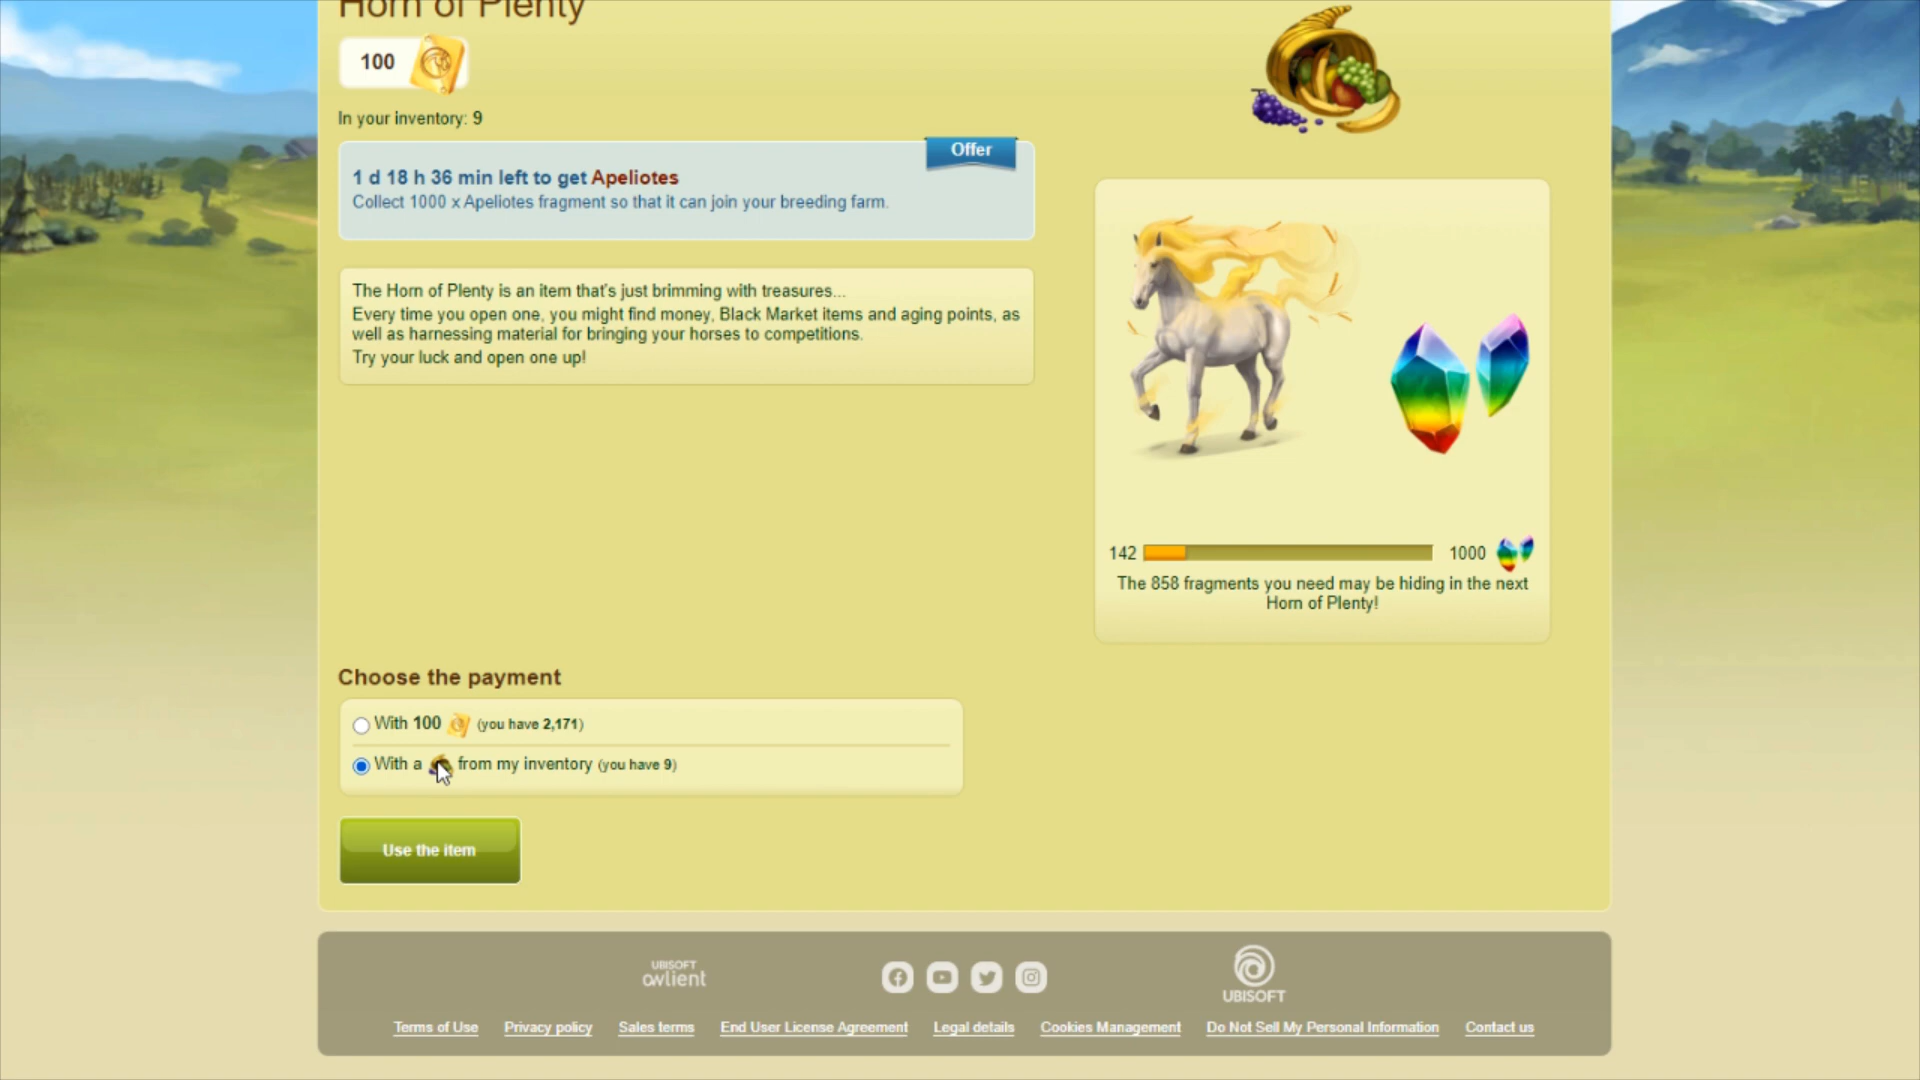 Horn of Plenty
100
In your inventory: 9
Offer
1 d 18 h 36 min left to get Apeliotes
Collect 1000 x Apeliotes fragment so that it can join your breeding farm.
The Horn of Plenty is an item that's just brimming with treasures...
Every time you open one, you might find money, Black Market items and aging points, as
well as harnessing material for bringing your horses to competitions.
Try your luck and open one up!
142 1000
The 858 fragments you need may be hiding in the next
Horn of Plenty!
Choose the payment
With 100 (you have 2,171)
With a from my inventory (you have 9)
Use the item
UBISOFT
owlient
UBISOFT
Terms of Use Privacy policy Sales terms End User License Agreement Legal details Cookies Management Do Not Sell My Personal Information Contact us